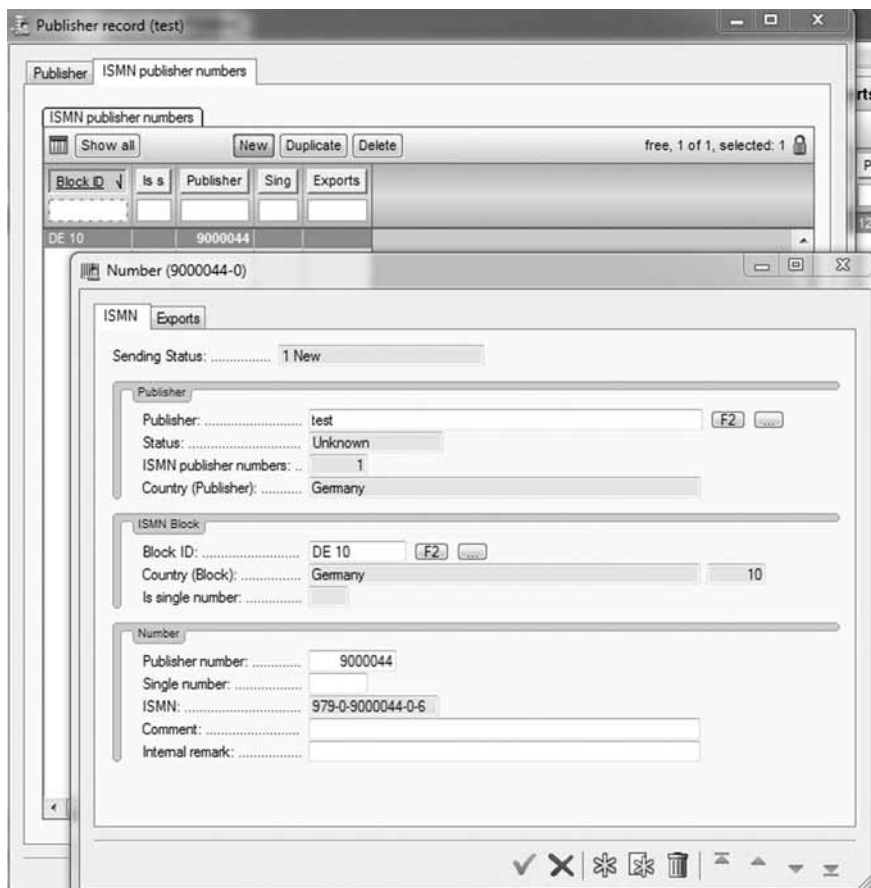 Publisher record (test)
Publisher ISMN publisher numbers
rts
ISMN publisher numbers
Show all New Duplicate Delete free, 1 of 1, selected: 1
Block ID Is s Publisher Sing Exports
P
12
DE 10 9000044
Number (9000044-0)
ISMN Exports
Sending Status: ............... 1 New
Publisher
Publisher: ......................... test F2 ...
Status: ............................. Unknown
ISMN publisher numbers: .. 1
Country (Publisher): .......... Germany
ISMN Block
Block ID: ......................... DE 10 F2 ...
Country (Block): ............... Germany 10
Is single number: ..............
Number
Publisher number: ............ 9000044
Single number: .................
ISMN: .............................. 979-0-9000044-0-6
Comment: ........................
Internal remark: ................